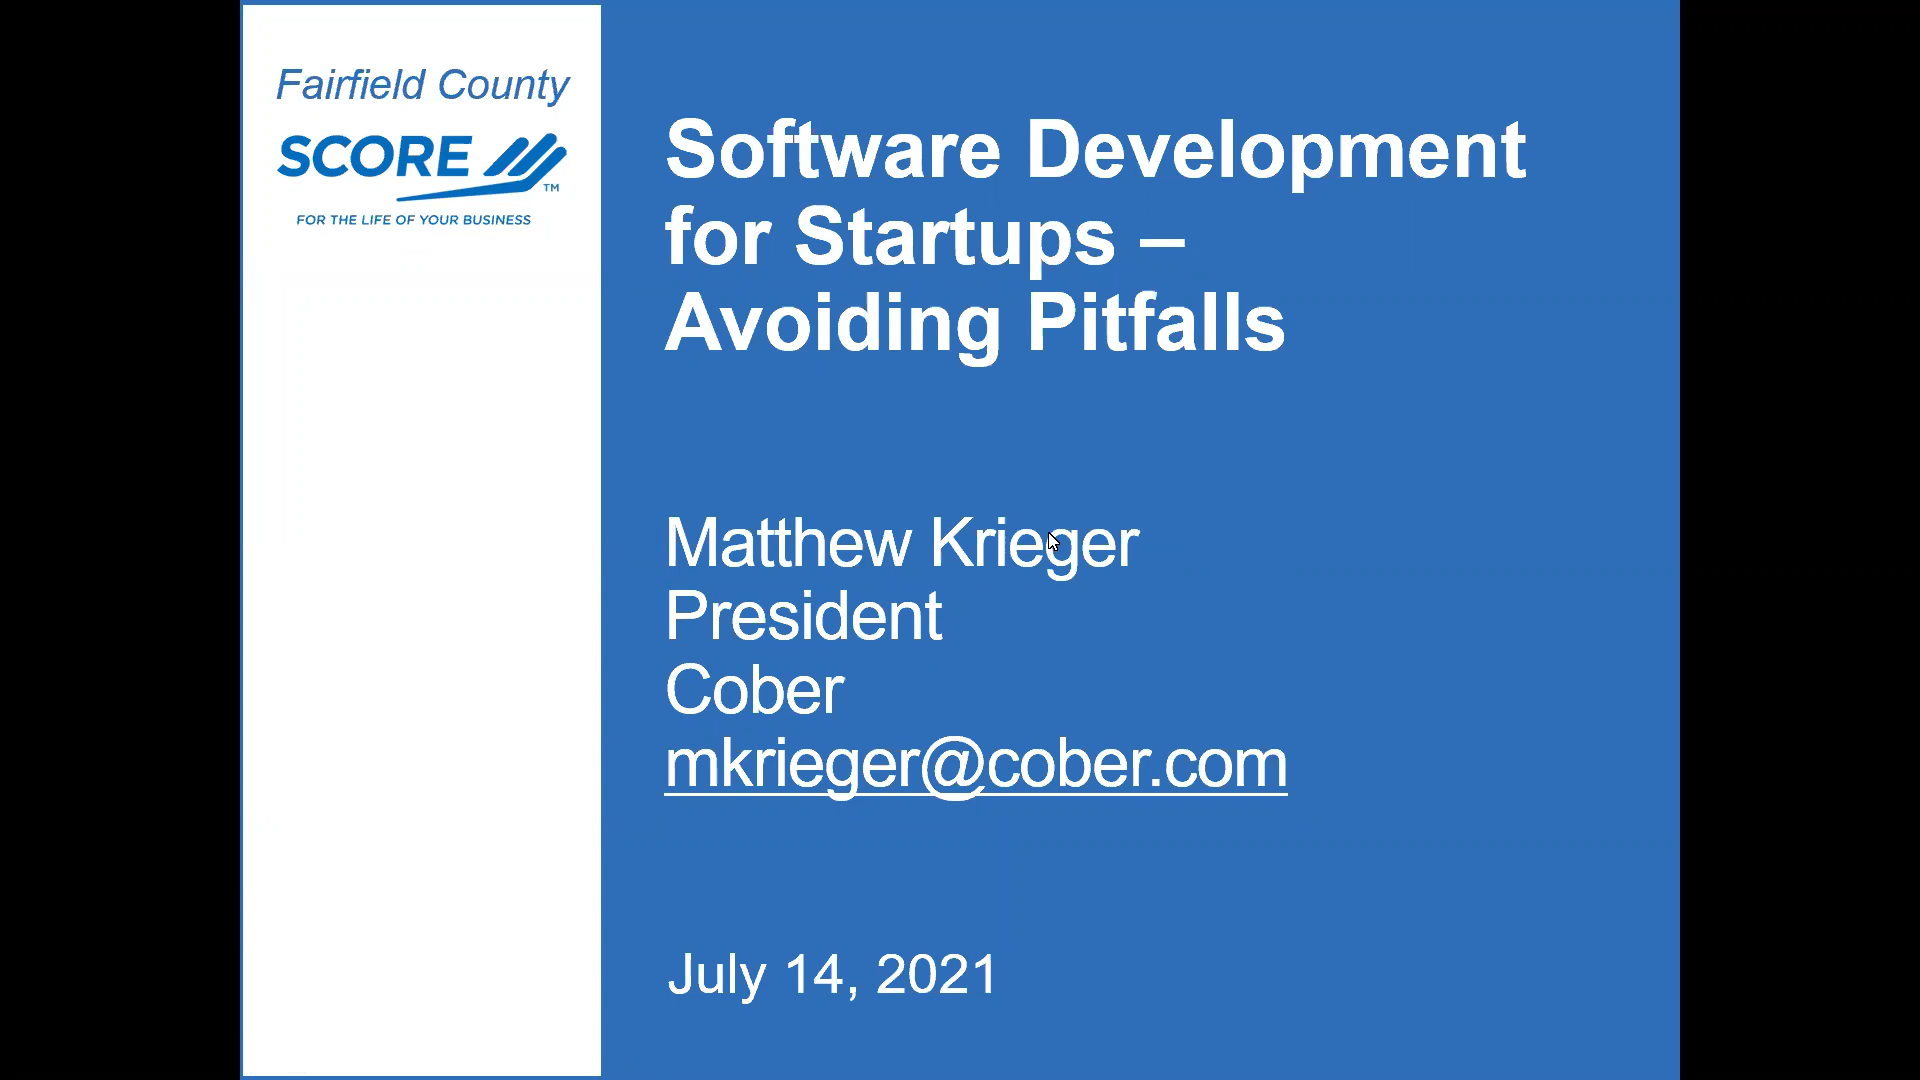 Fairfield County
SCORE
TM
FOR THE LIFE OF YOUR BUSINESS
Software Development
for Startups –
Avoiding Pitfalls
Matthew Krieger
President
Cober
mkrieger@cober.com
July 14, 2021